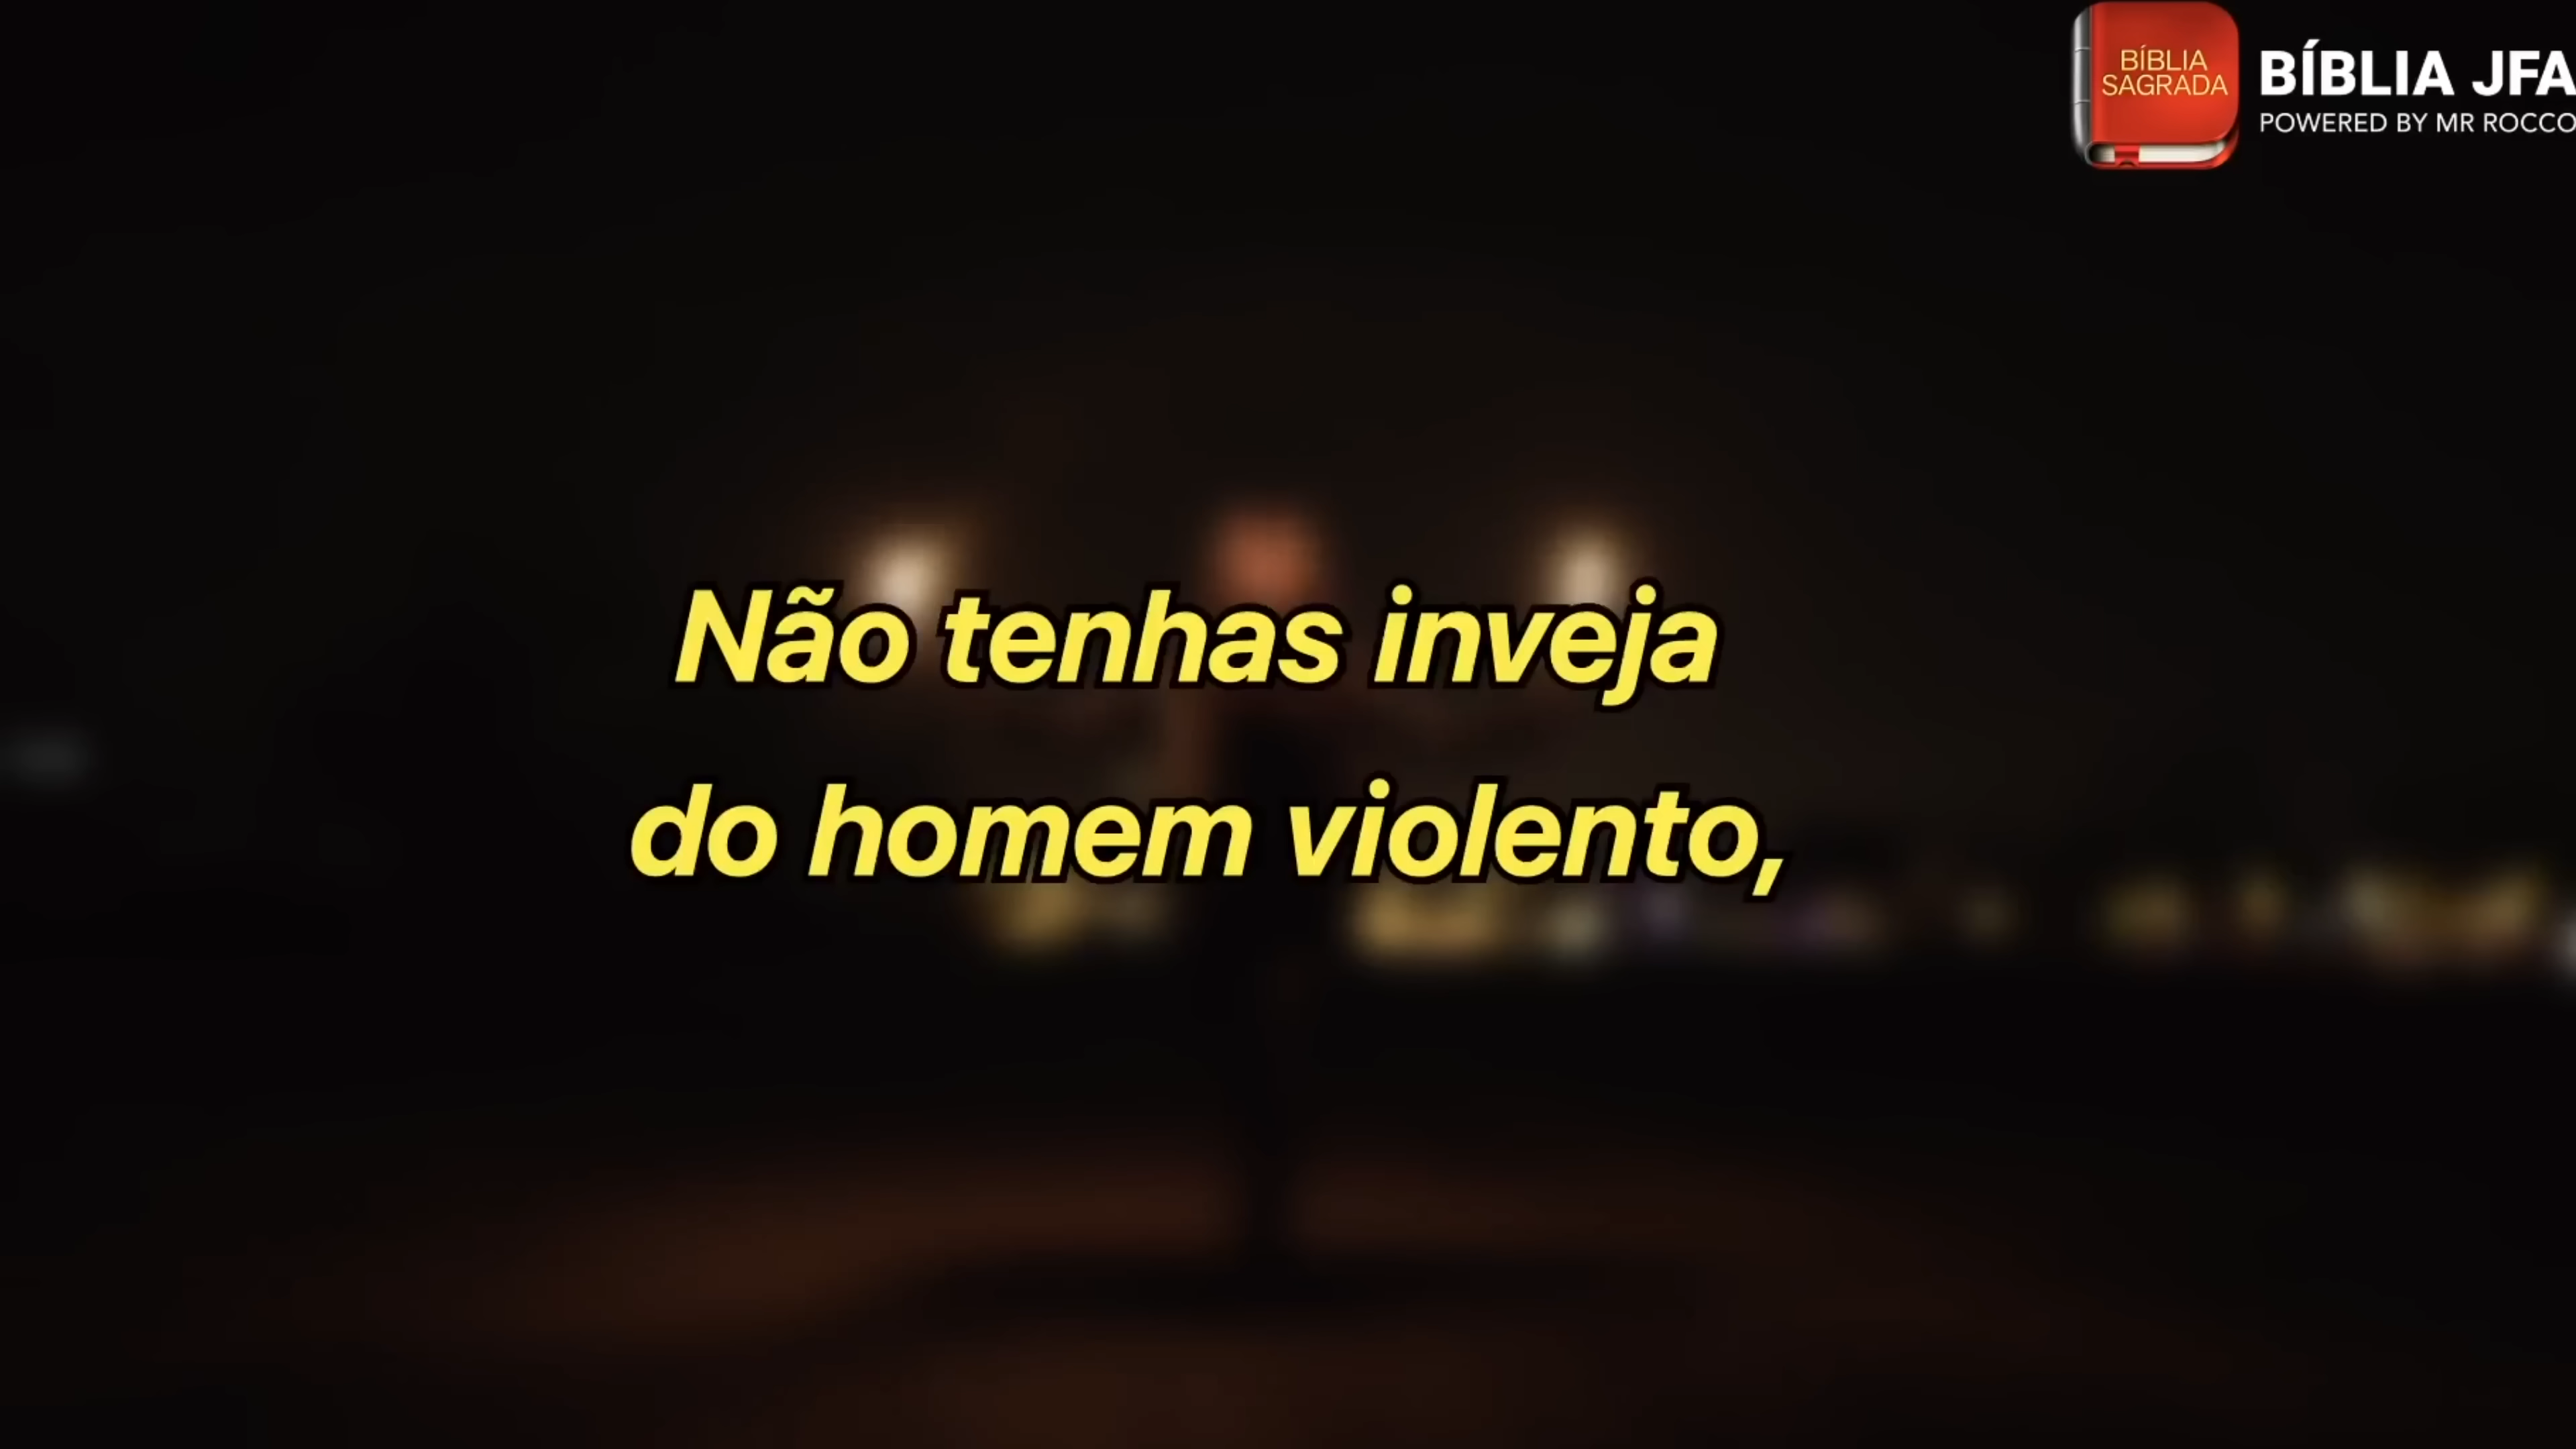 BÍBLIA
SAGRADA
BÍBLIA JFA
POWERED BY MR ROCCO
Não tenhas inveja
do homem violento,